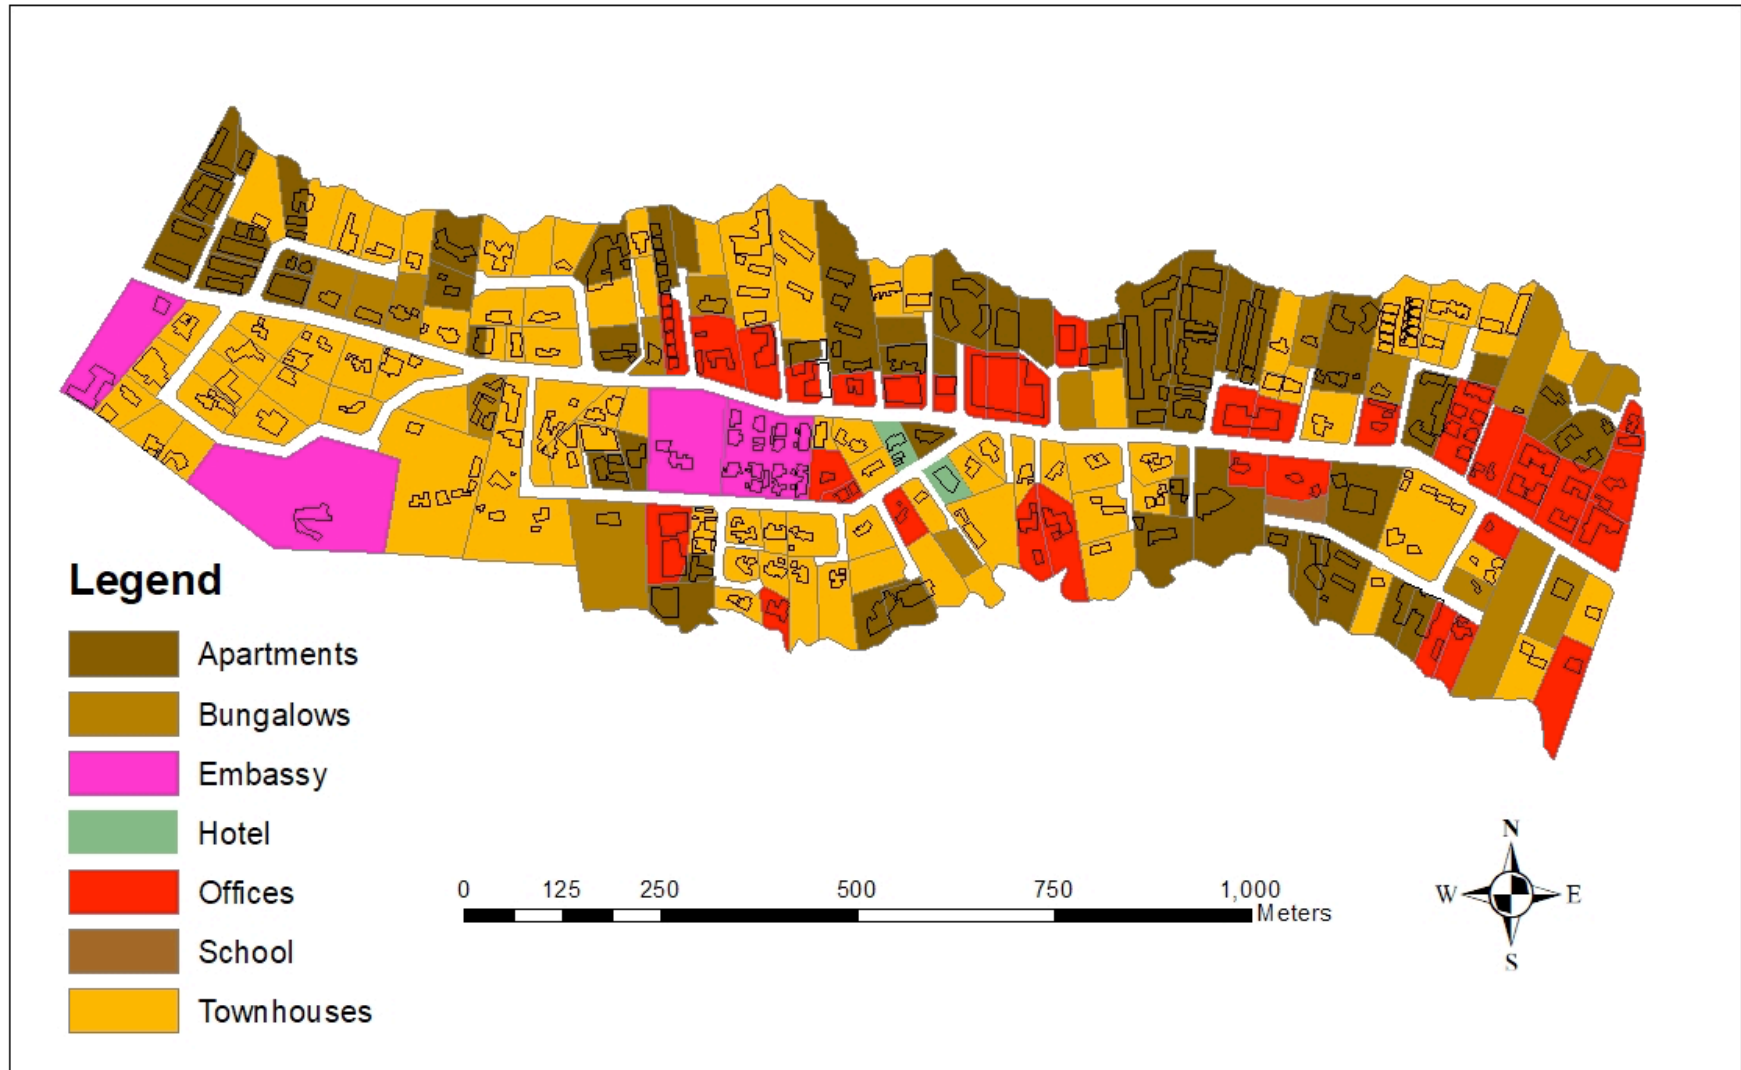 Legend
Apartments
Bungalows
Embassy
Hotel
Offices
School
Townhouses
0 125 250 500 750 1,000
Meters
N
W E
S